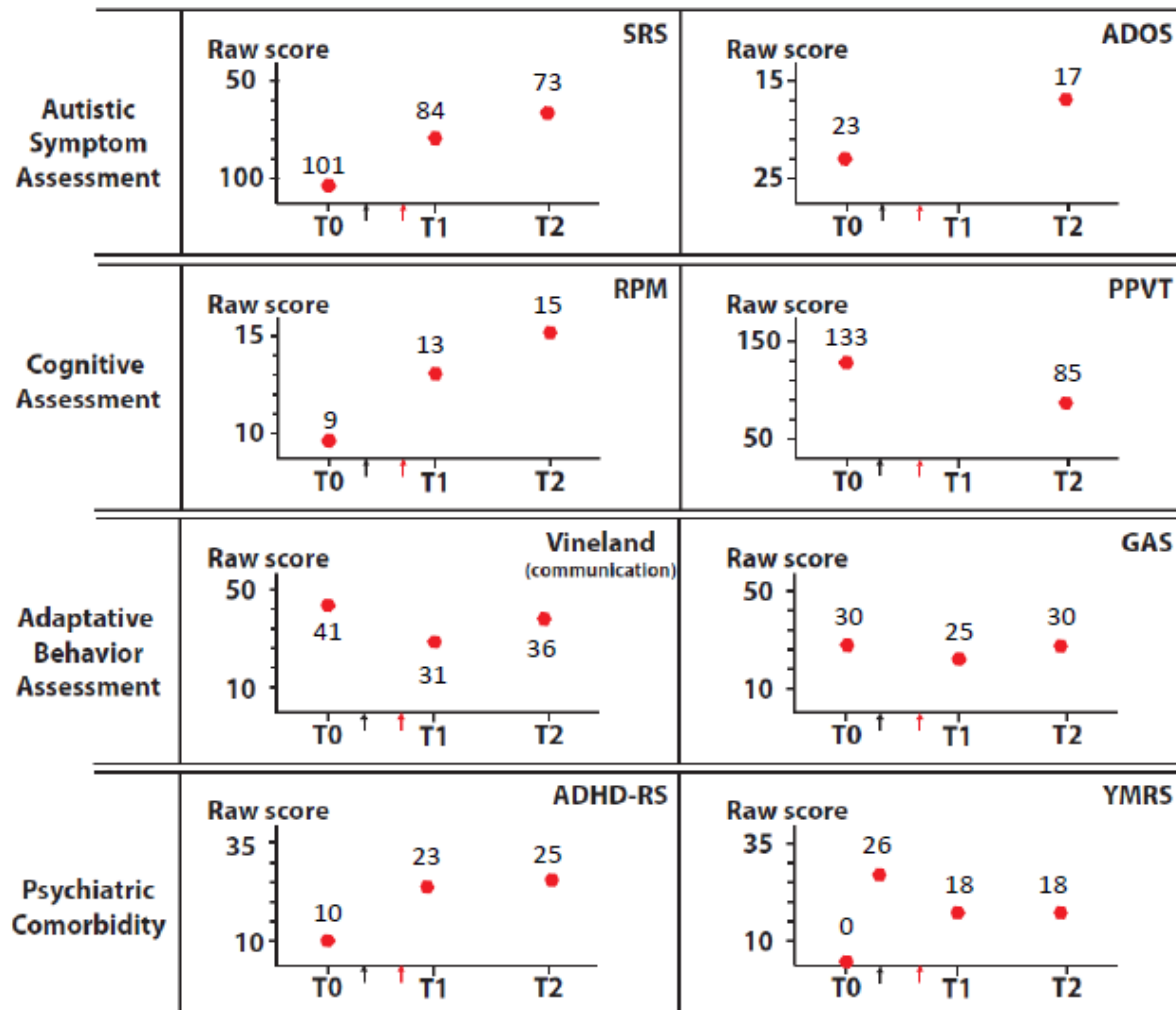 Autistic
Symptom
Assessment
SRS
Raw score
50
100
101
84
73
T0
T1
T2
ADOS
Raw score
15
25
23
17
T0
T1
T2
Cognitive
Assessment
RPM
Raw score
15
10
9
13
15
T0
T1
T2
PPVT
Raw score
150
50
133
85
T0
T1
T2
Adaptative
Behavior
Assessment
Vineland
(communication)
Raw score
50
10
41
31
36
T0
T1
T2
GAS
Raw score
50
10
30
25
30
T0
T1
T2
Psychiatric
Comorbidity
ADHD-RS
Raw score
35
10
10
23
25
T0
T1
T2
YMRS
Raw score
35
10
0
26
18
18
T0
T1
T2